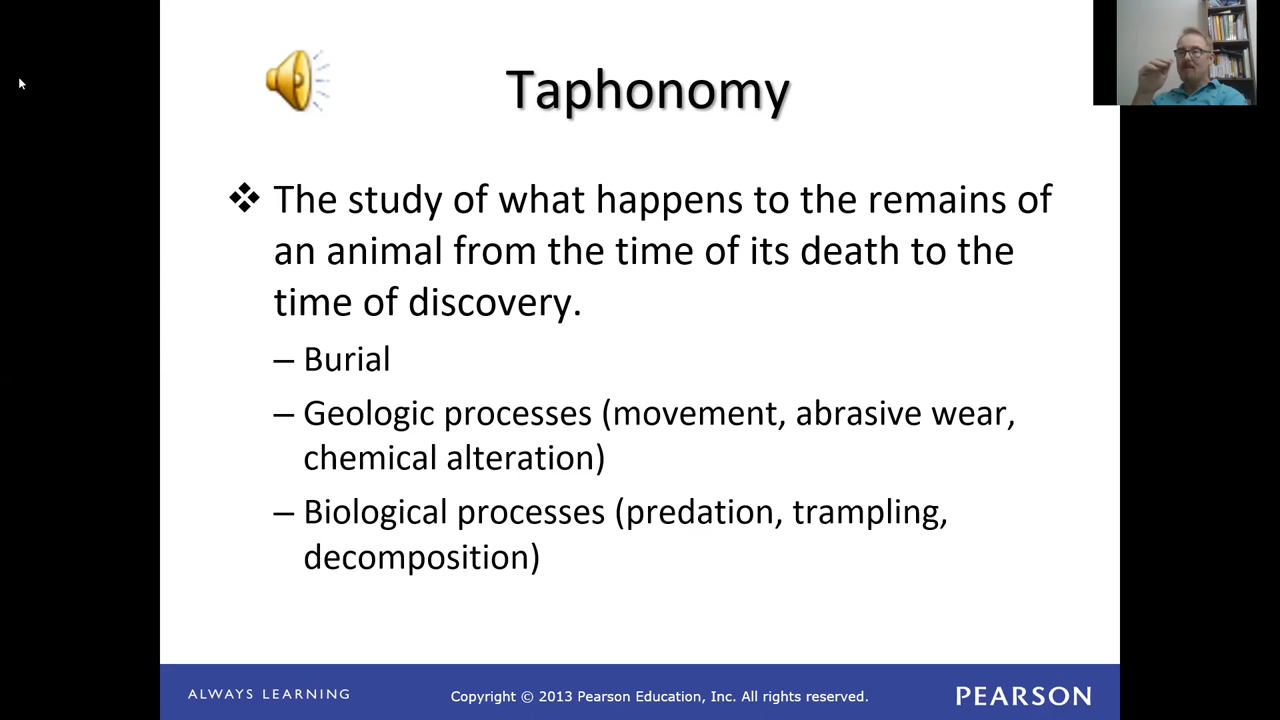 Taphonomy
❖ The study of what happens to the remains of
an animal from the time of its death to the
time of discovery.
– Burial
– Geologic processes (movement, abrasive wear,
chemical alteration)
– Biological processes (predation, trampling,
decomposition)
ALWAYS LEARNING
Copyright © 2013 Pearson Education, Inc. All rights reserved.
PEARSON